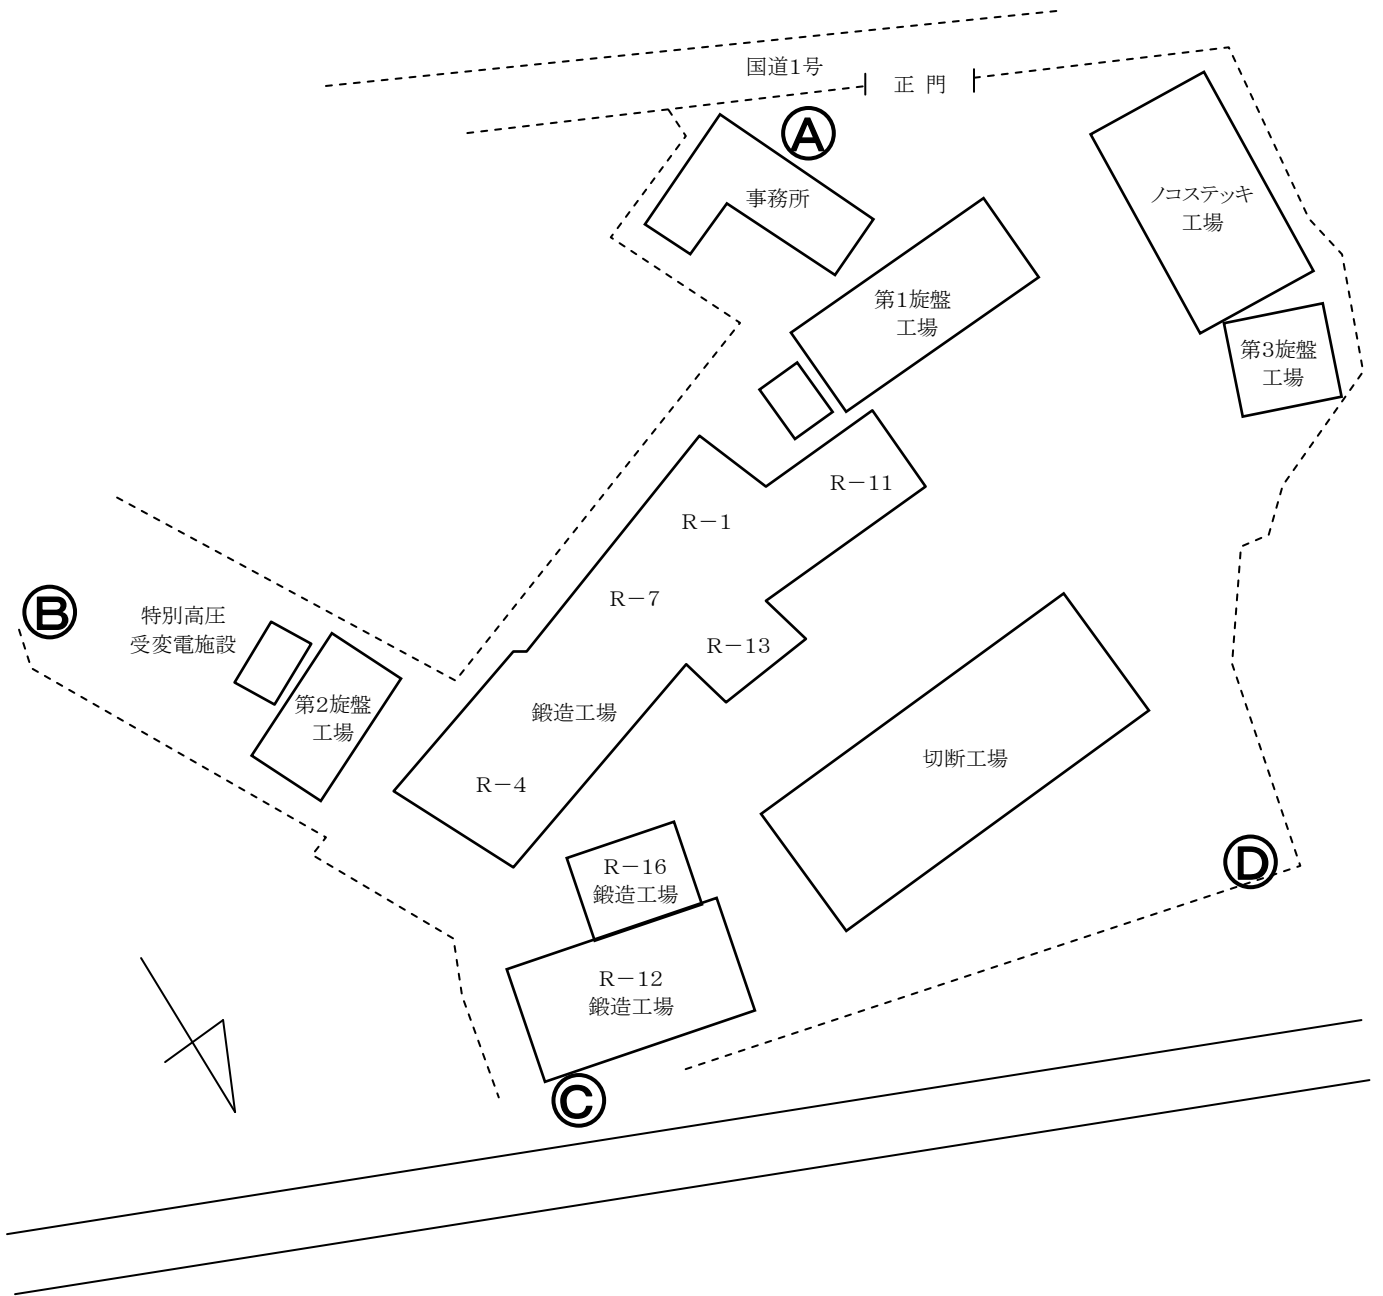 国道1号
正 門
A
事務所
ノコステッキ
工場
第1旋盤
工場
第3旋盤
工場
R－11
R－1
R－7
R－13
B
特別高圧
受変電施設
第2旋盤
工場
鍛造工場
R－4
切断工場
R－16
鍛造工場
D
R－12
鍛造工場
C